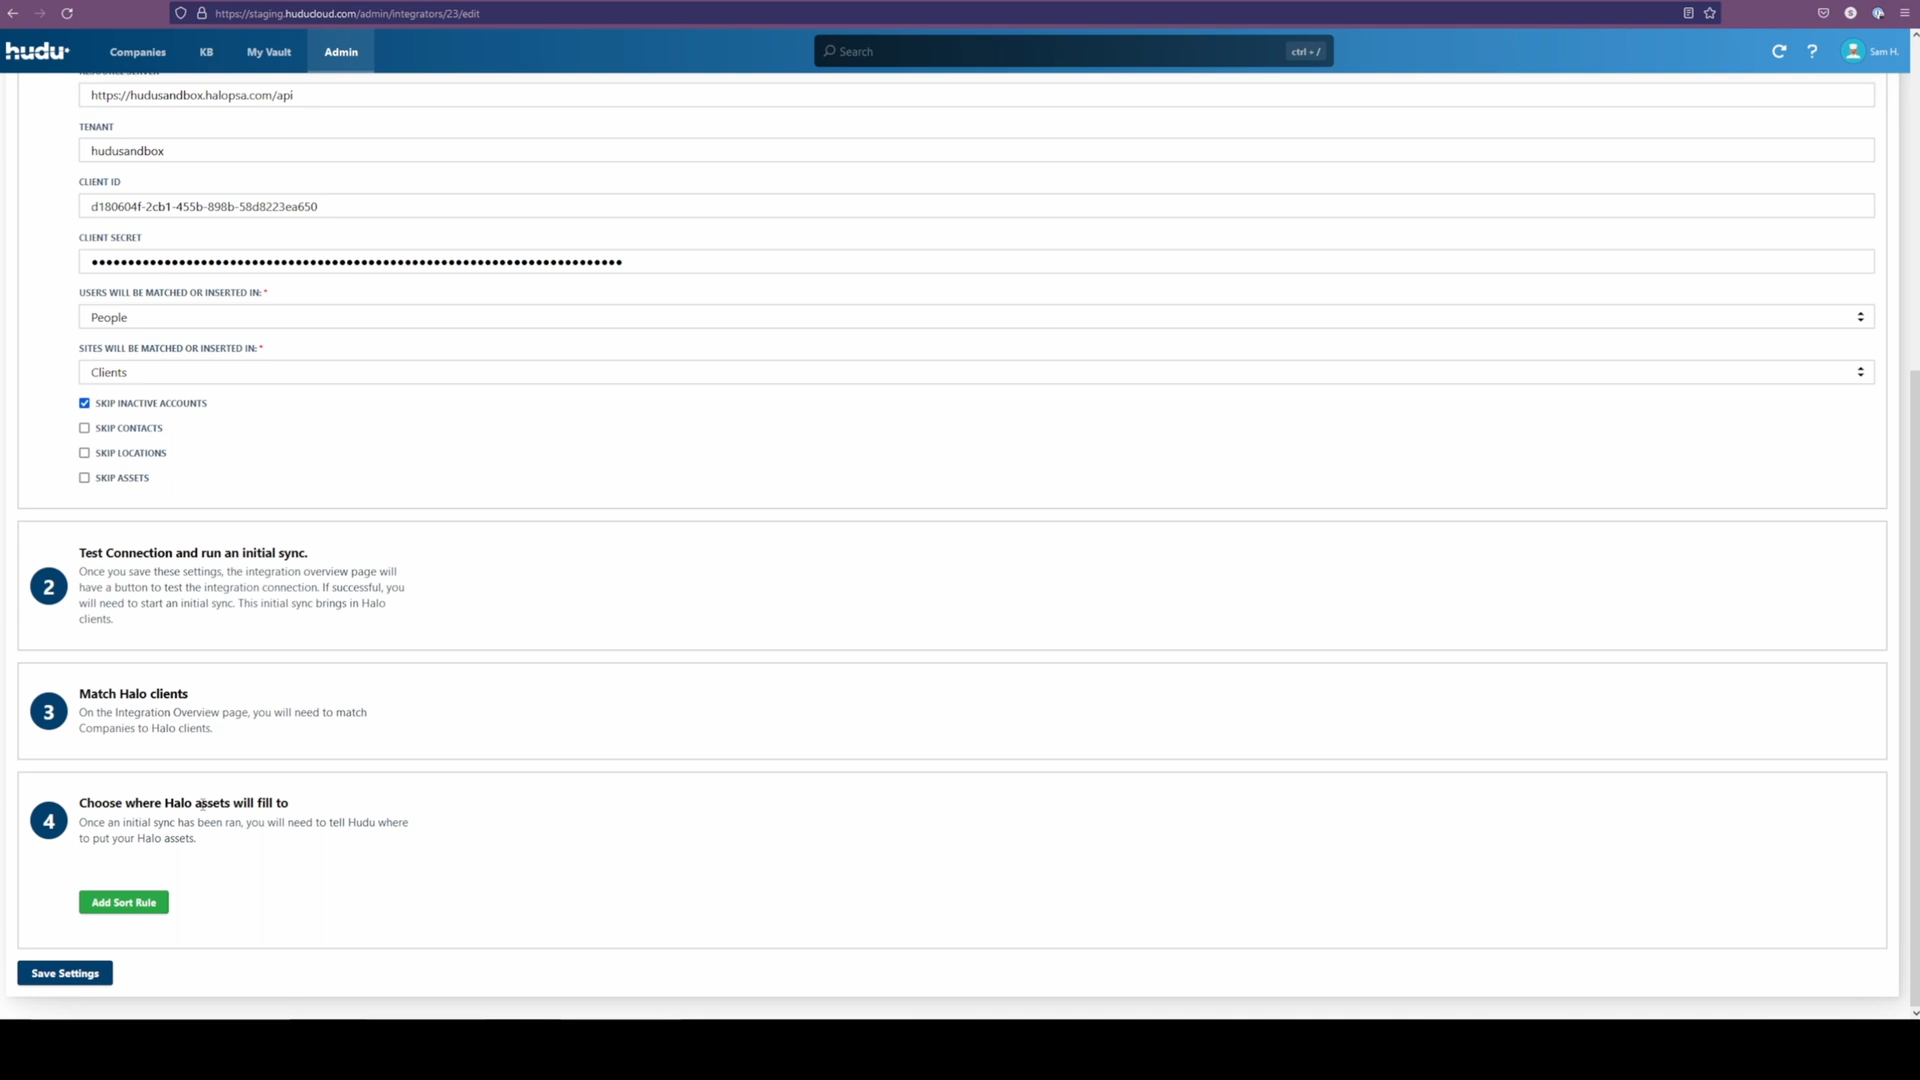 https://staging.huducloud.com/admin/integrators/23/edit
hudu
Companies
KB
My Vault
Admin
Search
ctrl + /
?
Sam H.
RESOURCE SERVER
https://hudusandbox.halopsa.com/api
TENANT
hudusandbox
CLIENT ID
d180604f-2cb1-455b-898b-58d8223ea650
CLIENT SECRET
USERS WILL BE MATCHED OR INSERTED IN: *
People
SITES WILL BE MATCHED OR INSERTED IN: *
Clients
SKIP INACTIVE ACCOUNTS
SKIP CONTACTS
SKIP LOCATIONS
SKIP ASSETS
2
Test Connection and run an initial sync.
Once you save these settings, the integration overview page will
have a button to test the integration connection. If successful, you
will need to start an initial sync. This initial sync brings in Halo
clients.
3
Match Halo clients
On the Integration Overview page, you will need to match
Companies to Halo clients.
4
Choose where Halo assets will fill to
Once an initial sync has been ran, you will need to tell Hudu where
to put your Halo assets.
Add Sort Rule
Save Settings